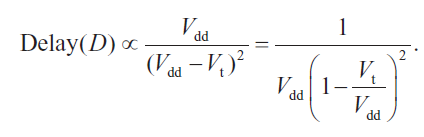 Delay(D) ∝ V_dd / (V_dd − V_t)² = 1 / (V_dd (1 − V_t / V_dd)²).